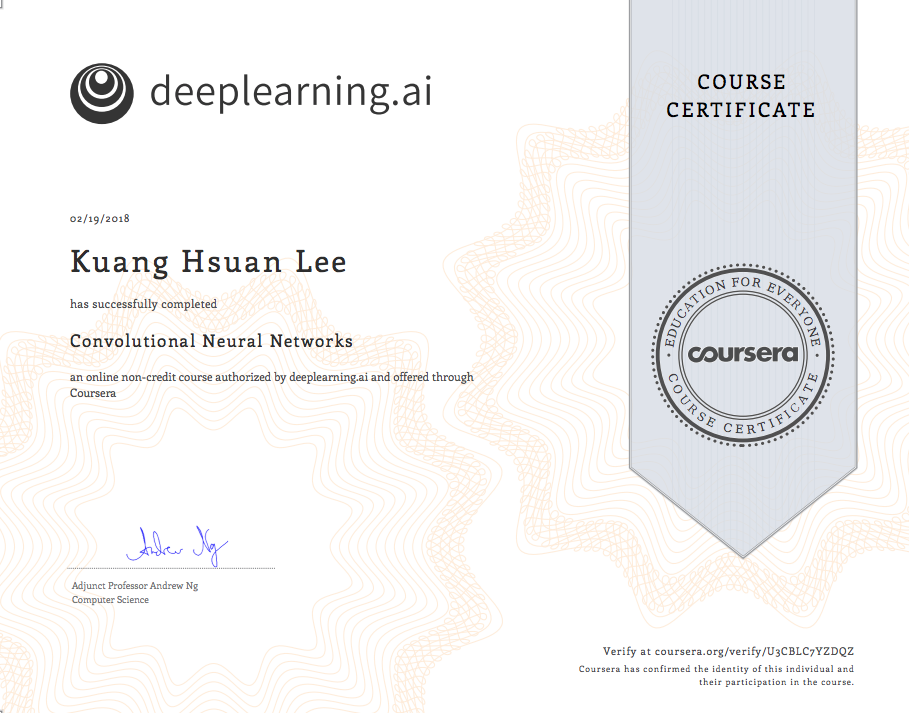 deeplearning.ai
COURSE
CERTIFICATE
02/19/2018
Kuang Hsuan Lee
has successfully completed
Convolutional Neural Networks
an online non-credit course authorized by deeplearning.ai and offered through
Coursera
EDUCATION FOR EVERYONE
coursera
COURSE CERTIFICATE
Andrew Ng
Adjunct Professor Andrew Ng
Computer Science
Verify at coursera.org/verify/U3CBLC7YZDQZ
Coursera has confirmed the identity of this individual and
their participation in the course.